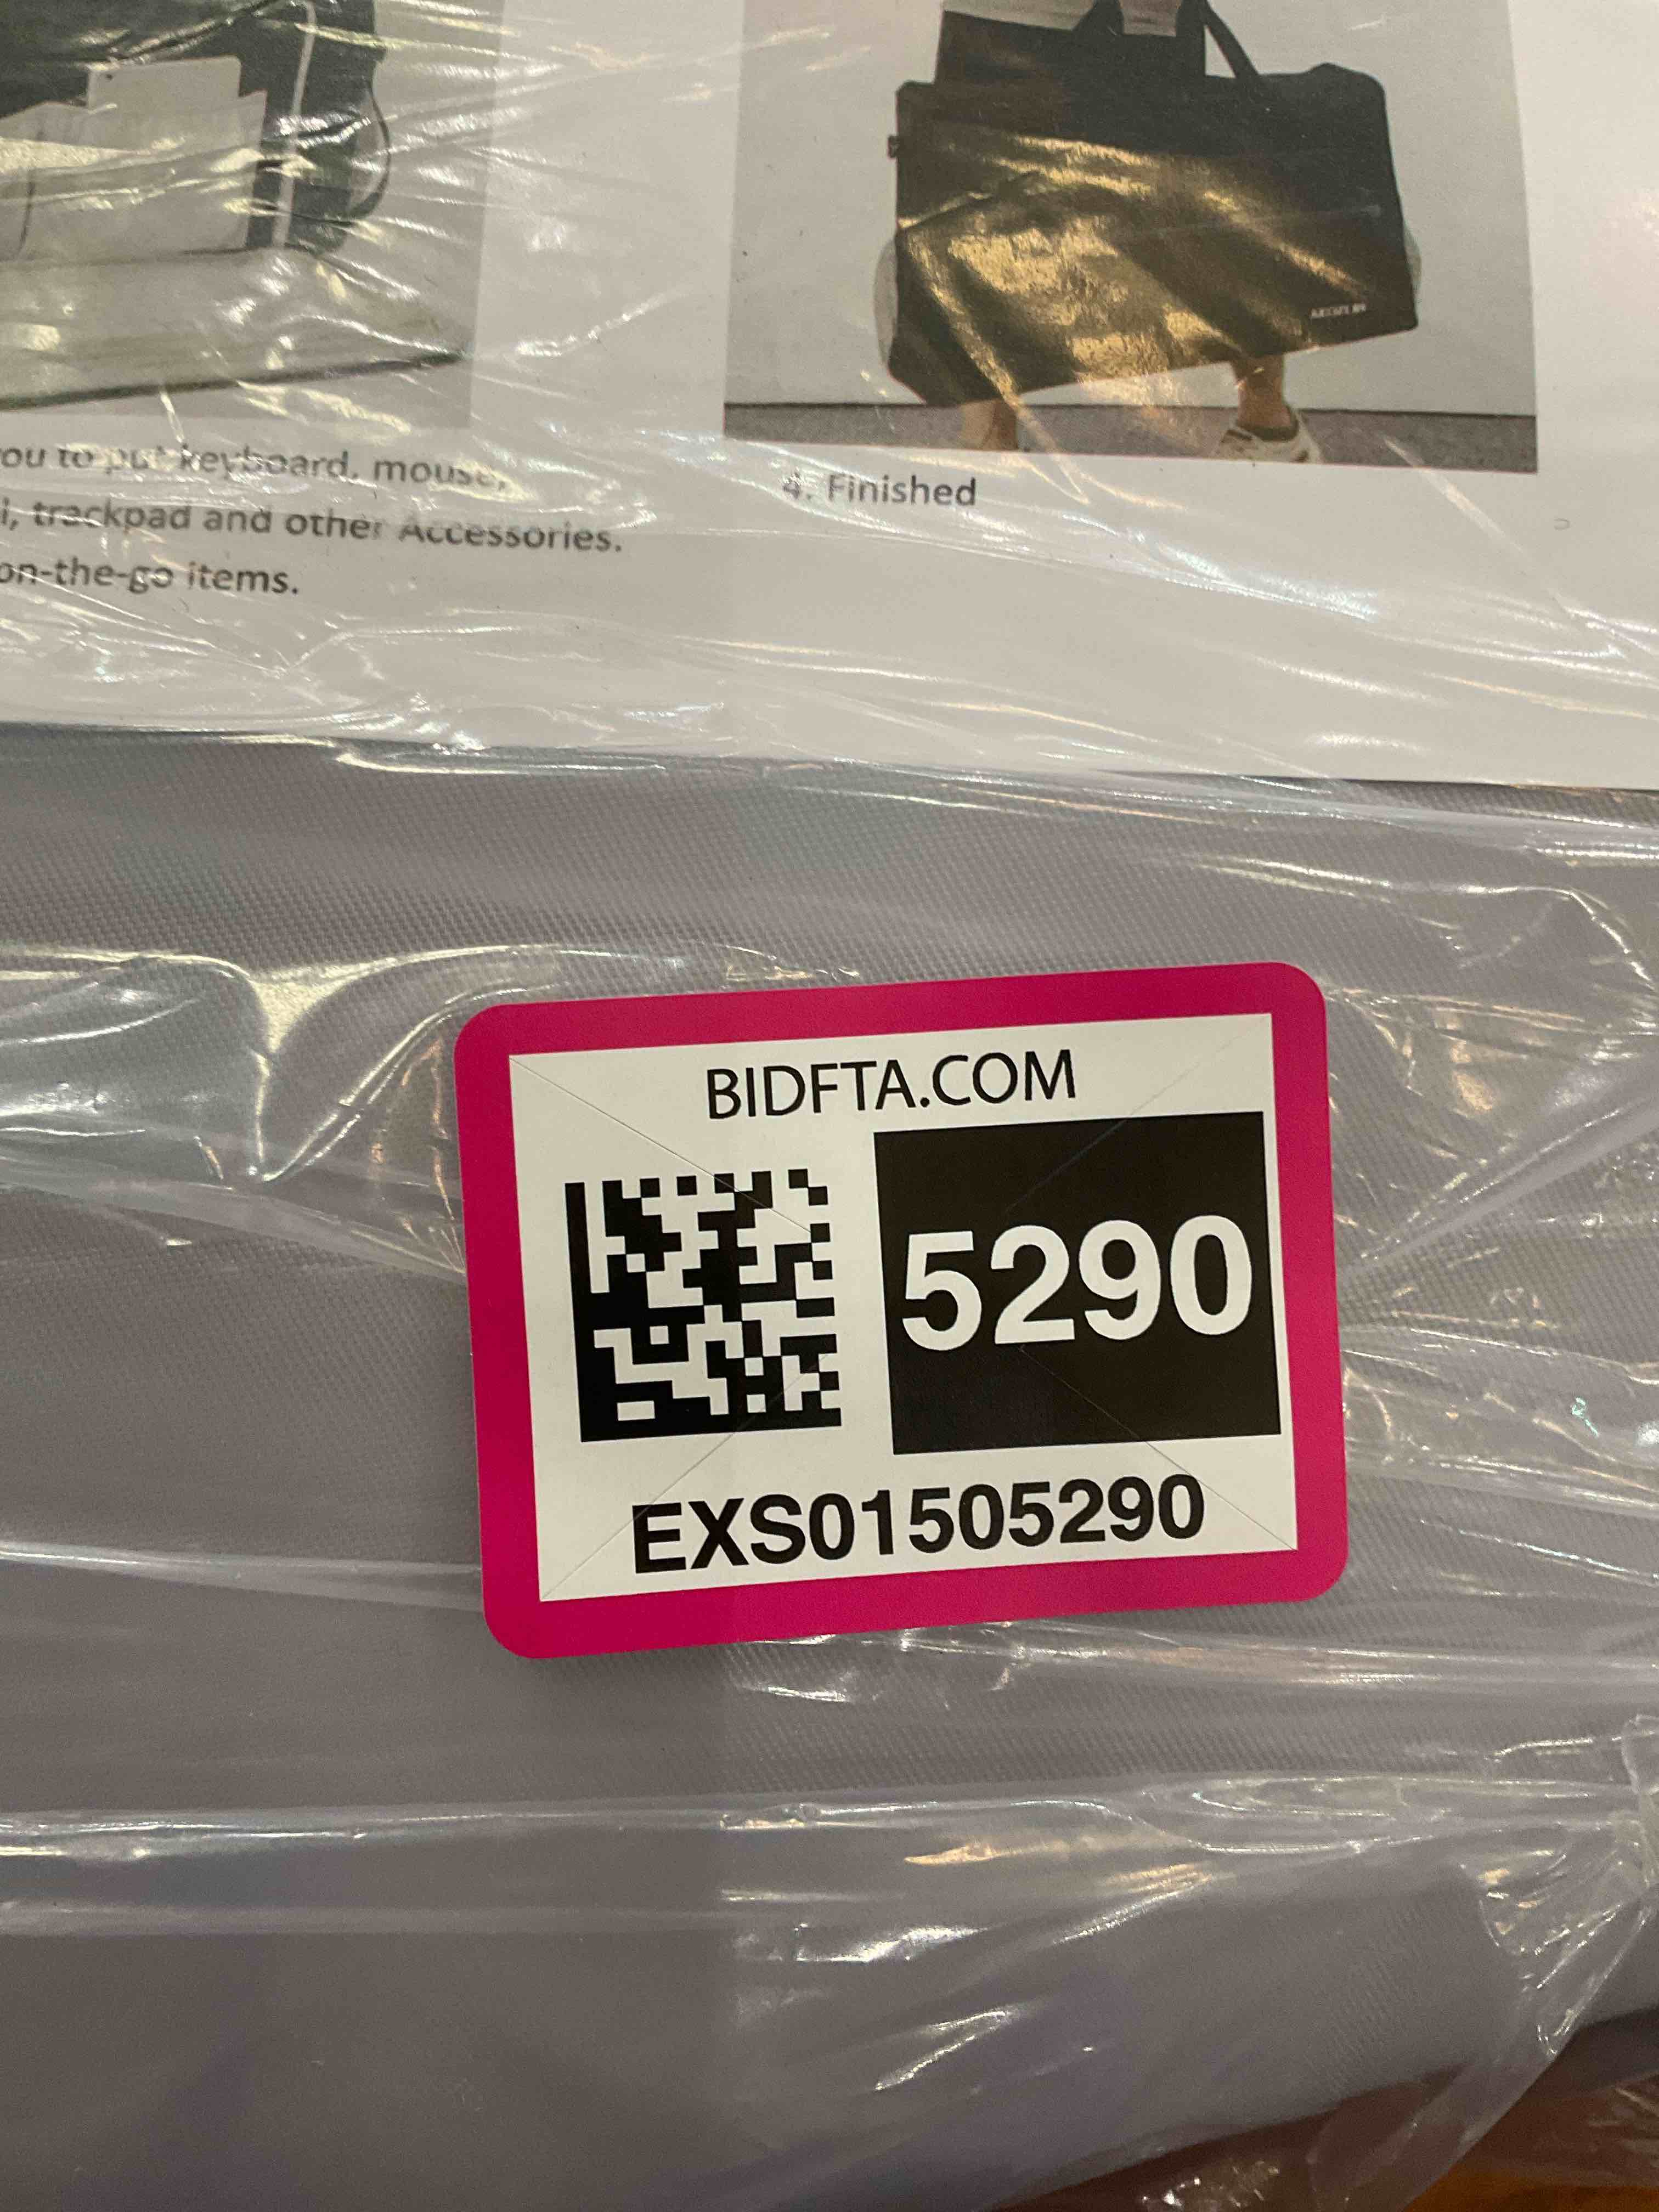 ou to put keyboard, mouse,
i, trackpad and other Accessories.
on-the-go items.
4. Finished
BIDFTA.COM
5290
EXS01505290